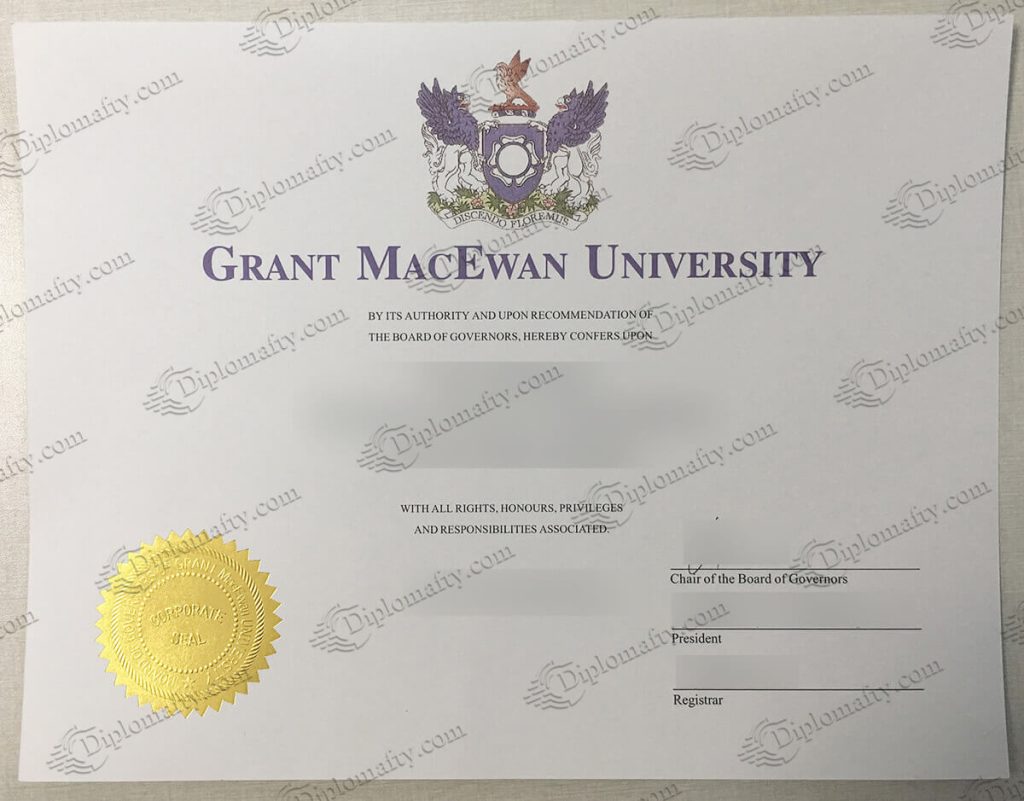 DISCENDO FLOREMUS
GRANT MACEWAN UNIVERSITY
BY ITS AUTHORITY AND UPON RECOMMENDATION OF
THE BOARD OF GOVERNORS, HEREBY CONFERS UPON
WITH ALL RIGHTS, HONOURS, PRIVILEGES
AND RESPONSIBILITIES ASSOCIATED.
CORPORATE
SEAL
Chair of the Board of Governors
President
Registrar
Diplomafty.com